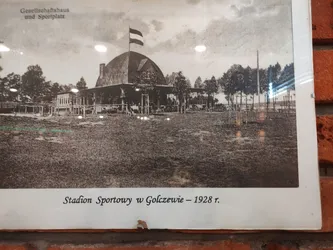 Gesellschaftshaus
und Sportplatz
Stadion Sportowy w Golczewie – 1928 r.